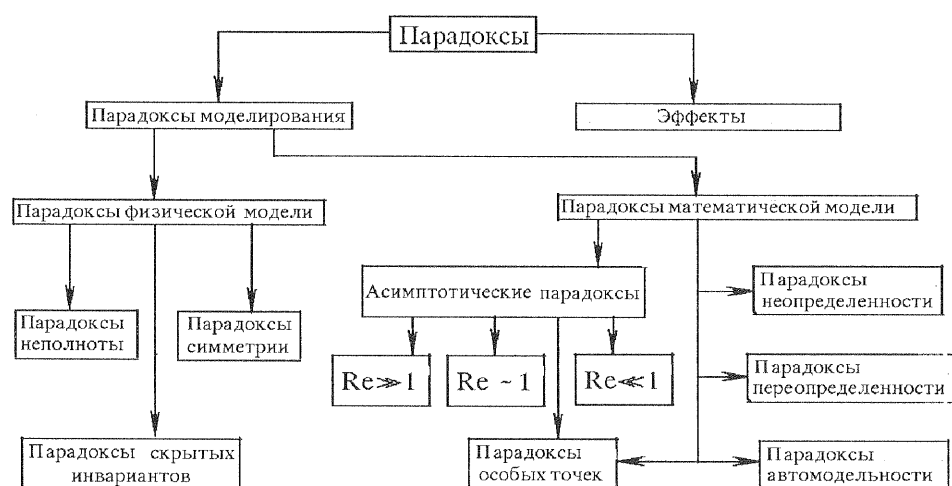 Парадоксы
Парадоксы моделирования
Эффекты
Парадоксы физической модели
Парадоксы математической модели
Асимптотические парадоксы
Парадоксы
неопределенности
Парадоксы
неполноты
Парадоксы
симметрии
Re≫1
Re ~ 1
Re≪1
Парадоксы
переопределенности
Парадоксы скрытых
инвариантов
Парадоксы
особых точек
Парадоксы
автомодельности